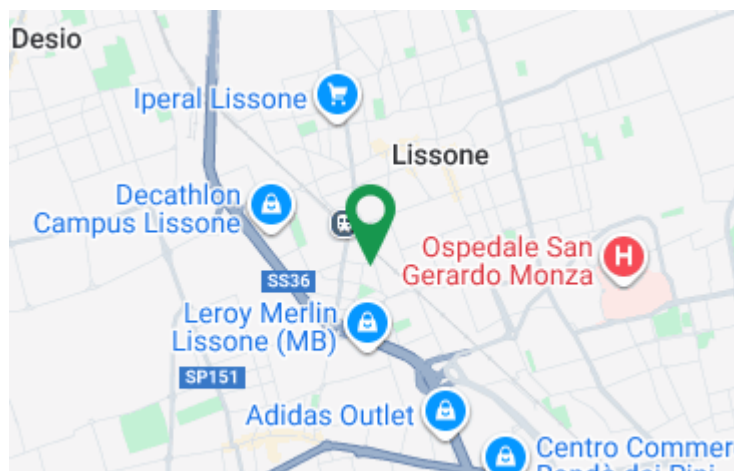 Desio
Iperal Lissone
Lissone
Decathlon
Campus Lissone
Ospedale San
Gerardo Monza
H
SS36
Leroy Merlin
Lissone (MB)
SP151
Adidas Outlet
Centro Commer